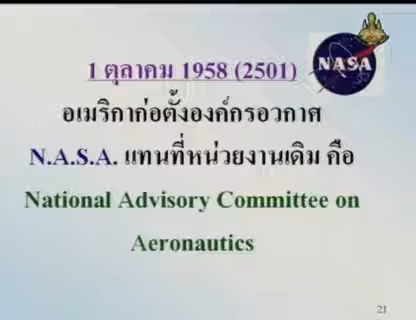 NASA
1 ตุลาคม 1958 (2501)
อเมริกาก่อตั้งองค์กรอวกาศ
N.A.S.A. แทนที่หน่วยงานเดิม คือ
National Advisory Committee on
Aeronautics
21